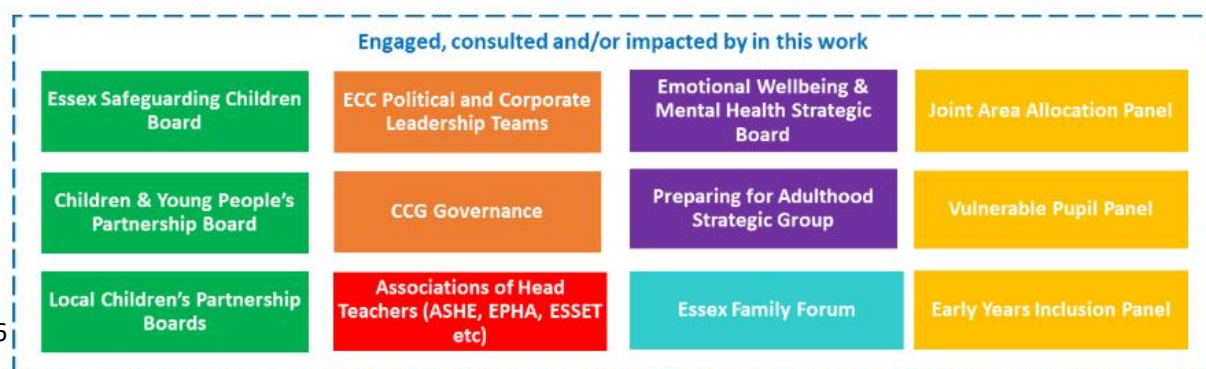 Engaged, consulted and/or impacted by in this work
Essex Safeguarding Children
Board
ECC Political and Corporate
Leadership Teams
Emotional Wellbeing &
Mental Health Strategic
Board
Joint Area Allocation Panel
Children & Young People's
Partnership Board
CCG Governance
Preparing for Adulthood
Strategic Group
Vulnerable Pupil Panel
Local Children's Partnership
Boards
Associations of Head
Teachers (ASHE, EPHA, ESSET
etc)
Essex Family Forum
Early Years Inclusion Panel
6